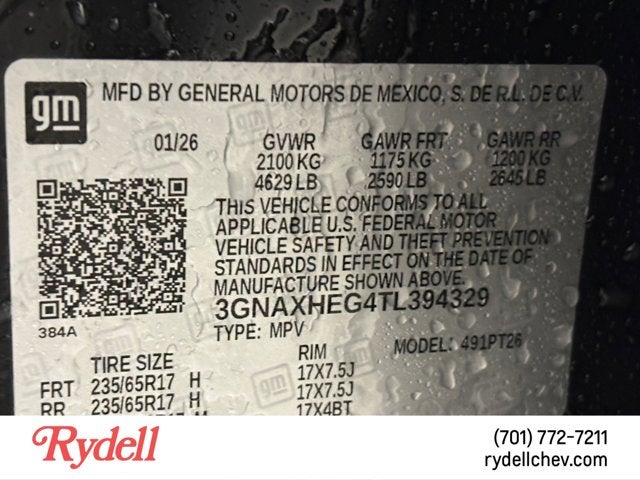 gm
MFD BY GENERAL MOTORS DE MEXICO, S. DE R.L. DE C.V.
01/26 GVWR GAWR FRT GAWR RR
2100 KG 1175 KG 1200 KG
4629 LB 2590 LB 2645 LB
THIS VEHICLE CONFORMS TO ALL
APPLICABLE U.S. FEDERAL MOTOR
VEHICLE SAFETY AND THEFT PREVENTION
STANDARDS IN EFFECT ON THE DATE OF
MANUFACTURE SHOWN ABOVE.
3GNAXHEG4TL394329
384A
TYPE: MPV MODEL: 491PT26
TIRE SIZE RIM
FRT 235/65R17 H 17X7.5J
RR 235/65R17 H 17X7.5J
17X4BT
Rydell
(701) 772-7211
rydellchev.com